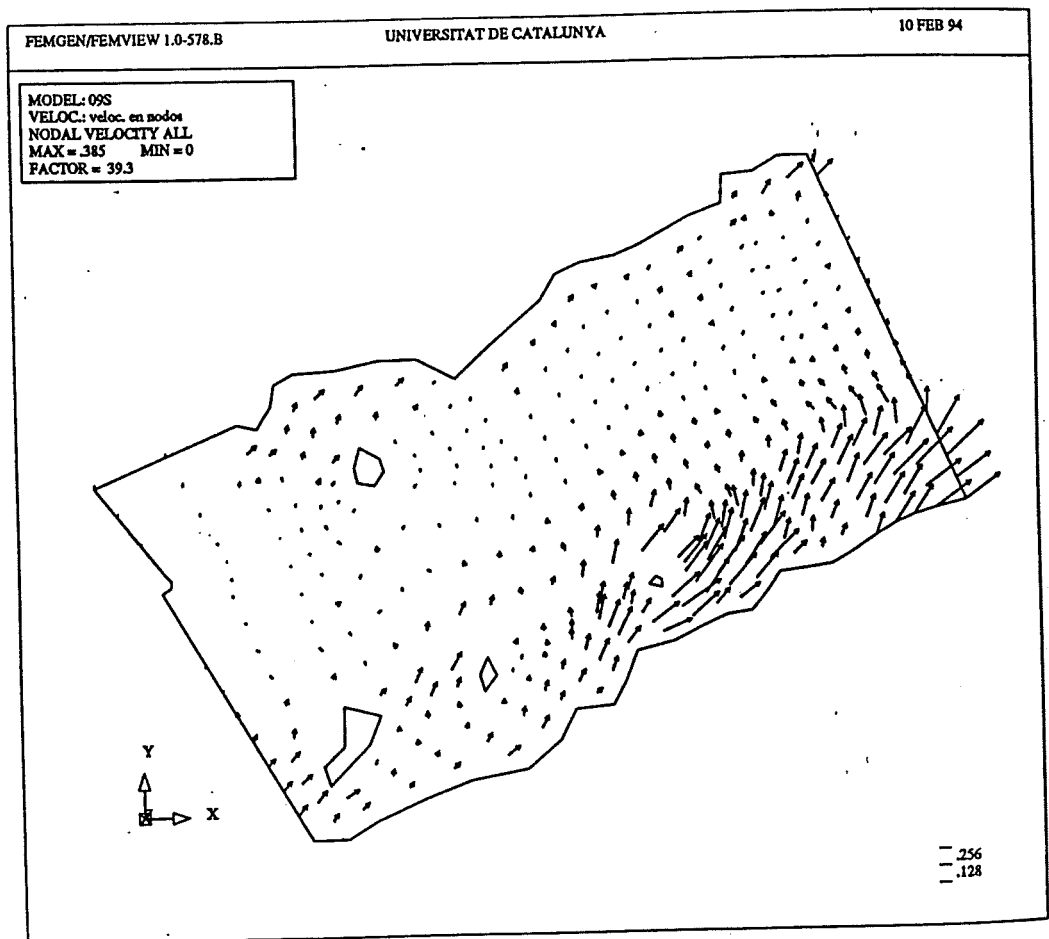 FEMGEN/FEMVIEW 1.0-578.B UNIVERSITAT DE CATALUNYA 10 FEB 94
MODEL: 09S
VELOC.: veloc. en nodos
NODAL VELOCITY ALL
MAX = .385 MIN = 0
FACTOR = 39.3
Y
X
.256
.128